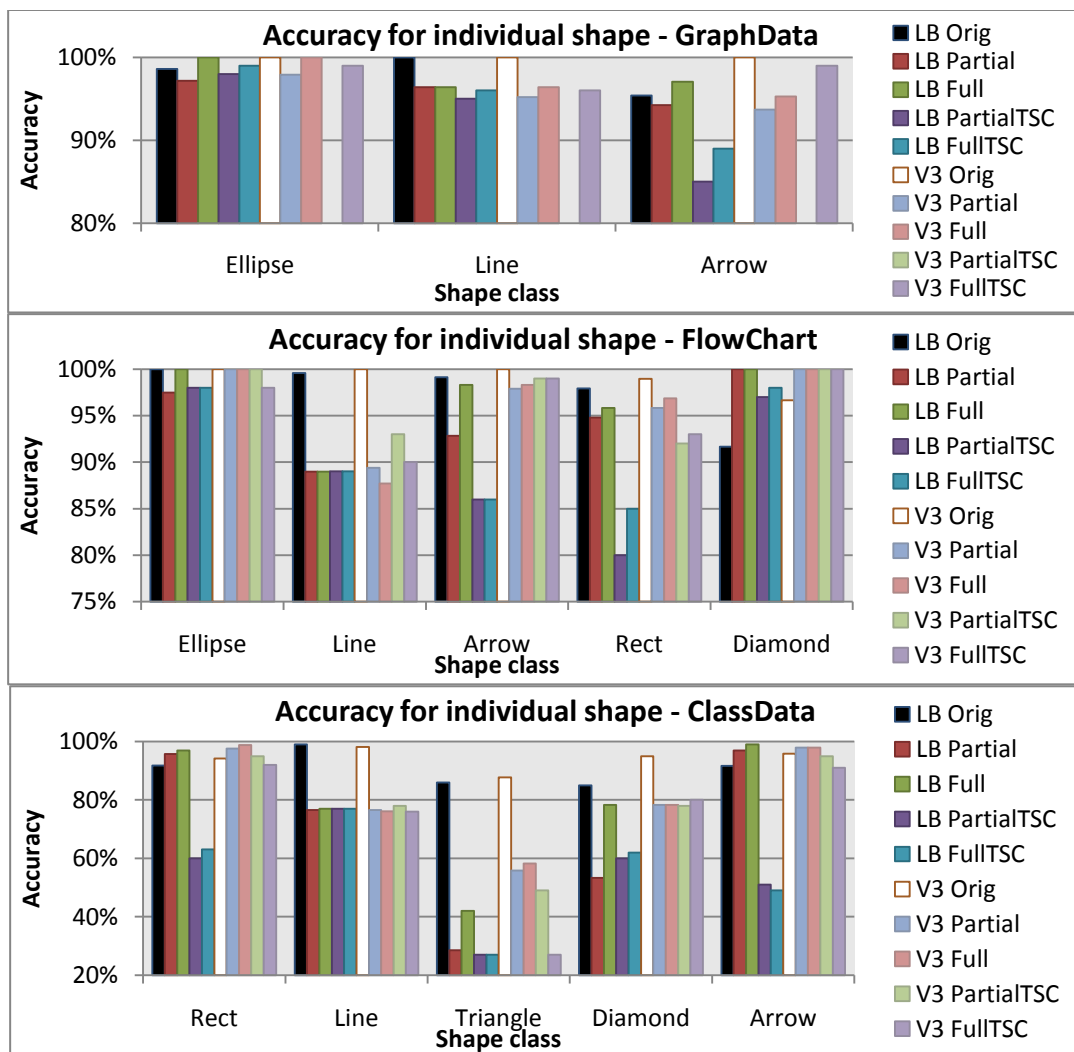 Accuracy for individual shape - GraphData
100%
90%
80%
Accuracy
Ellipse
Line
Arrow
Shape class
LB Orig
LB Partial
LB Full
LB PartialTSC
LB FullTSC
V3 Orig
V3 Partial
V3 Full
V3 PartialTSC
V3 FullTSC
Accuracy for individual shape - FlowChart
100%
95%
90%
85%
80%
75%
Accuracy
Ellipse
Line
Arrow
Rect
Diamond
Shape class
LB Orig
LB Partial
LB Full
LB PartialTSC
LB FullTSC
V3 Orig
V3 Partial
V3 Full
V3 PartialTSC
V3 FullTSC
Accuracy for individual shape - ClassData
100%
80%
60%
40%
20%
Accuracy
Rect
Line
Triangle
Diamond
Arrow
Shape class
LB Orig
LB Partial
LB Full
LB PartialTSC
LB FullTSC
V3 Orig
V3 Partial
V3 Full
V3 PartialTSC
V3 FullTSC